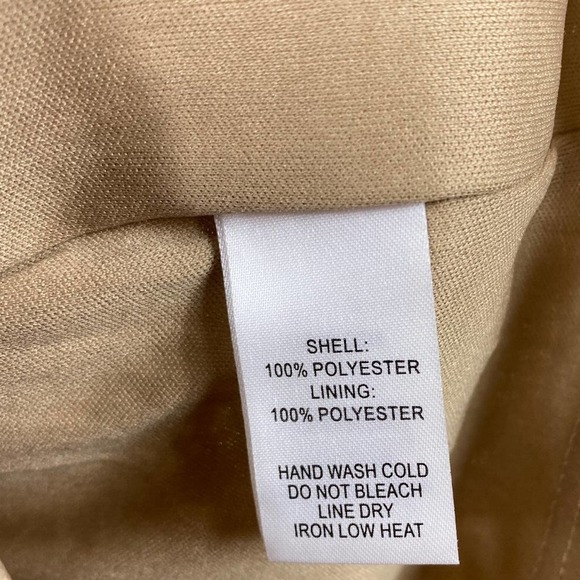 SHELL:
100% POLYESTER
LINING:
100% POLYESTER
HAND WASH COLD
DO NOT BLEACH
LINE DRY
IRON LOW HEAT